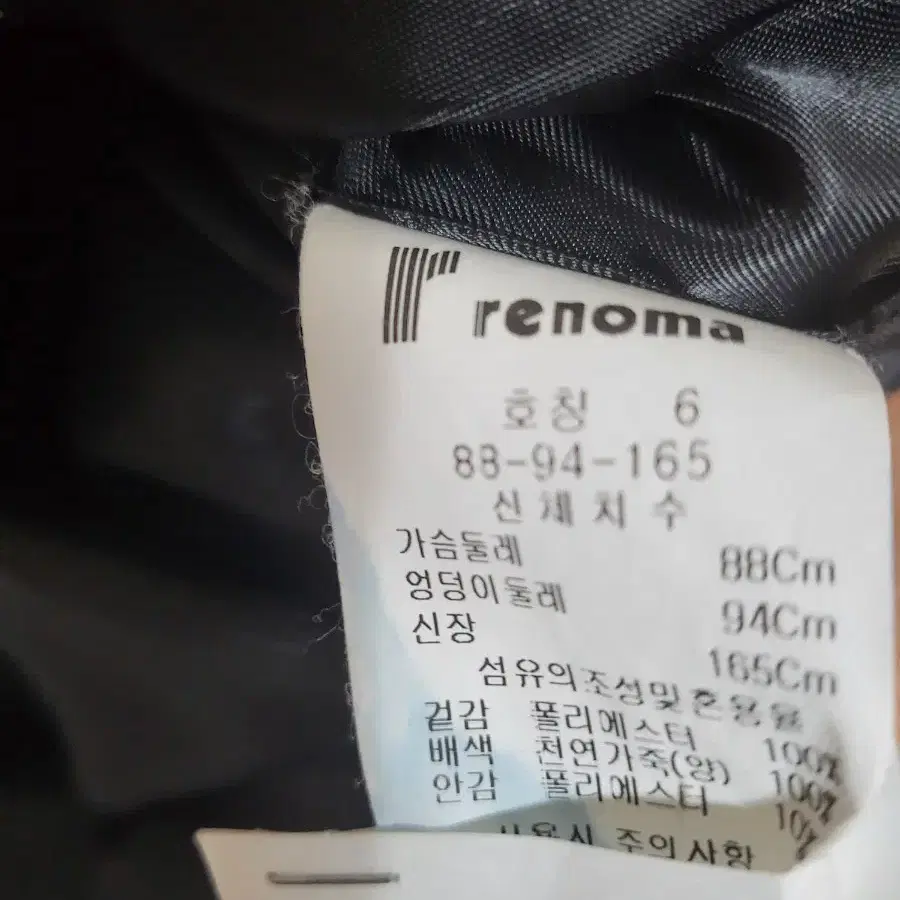 renoma
호칭 6
88-94-165
신체치수
가슴둘레 88Cm
엉덩이둘레 94Cm
신장 165Cm
섬유의조성및혼용율
겉감 폴리에스터 100%
배색 천연가죽(양) 100%
안감 폴리에스터
사용시 주의사항